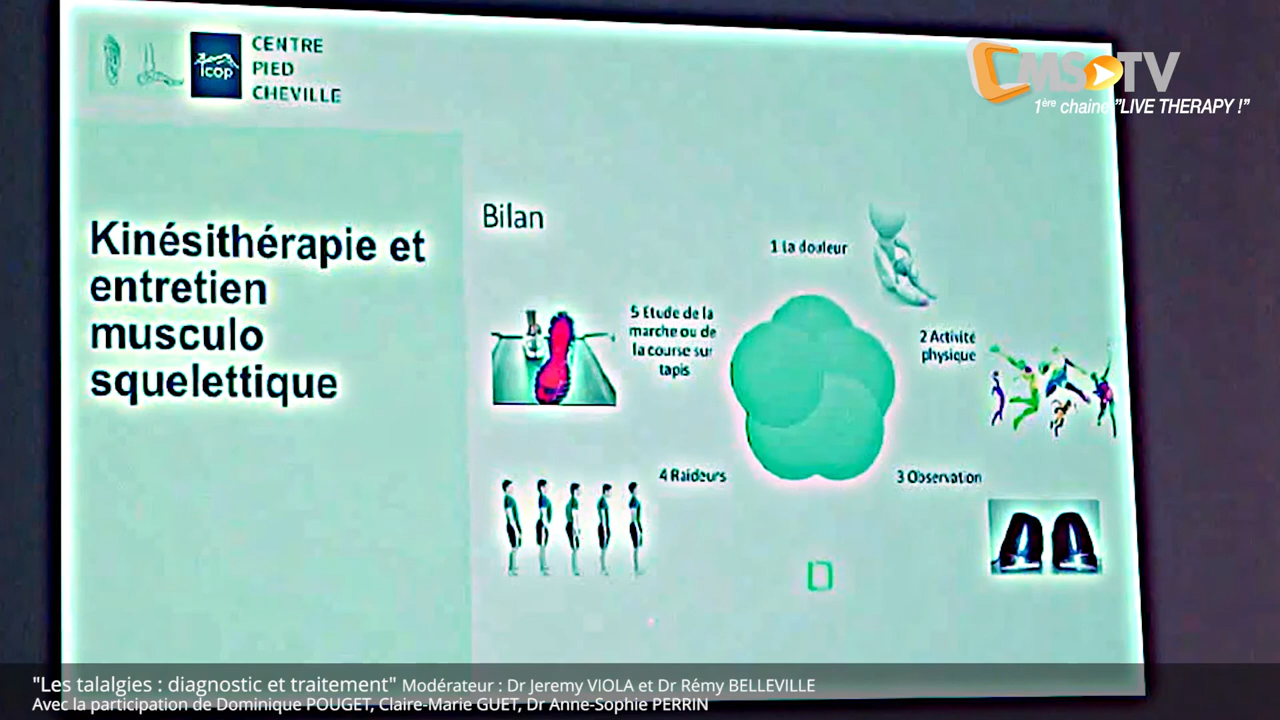 CENTRE
PIED
CHEVILLE
Tcop
CMS TV
1ère chaine "LIVE THERAPY !"
Kinésithérapie et
entretien
musculo
squelettique
Bilan
1 La douleur
2 Activité
physique
3 Observation
4 Raideurs
5 Etude de la
marche ou de
la course sur
tapis
"Les talalgies : diagnostic et traitement" Modérateur : Dr Jeremy VIOLA et Dr Rémy BELLEVILLE
Avec la participation de Dominique POUGET, Claire-Marie GUET, Dr Anne-Sophie PERRIN